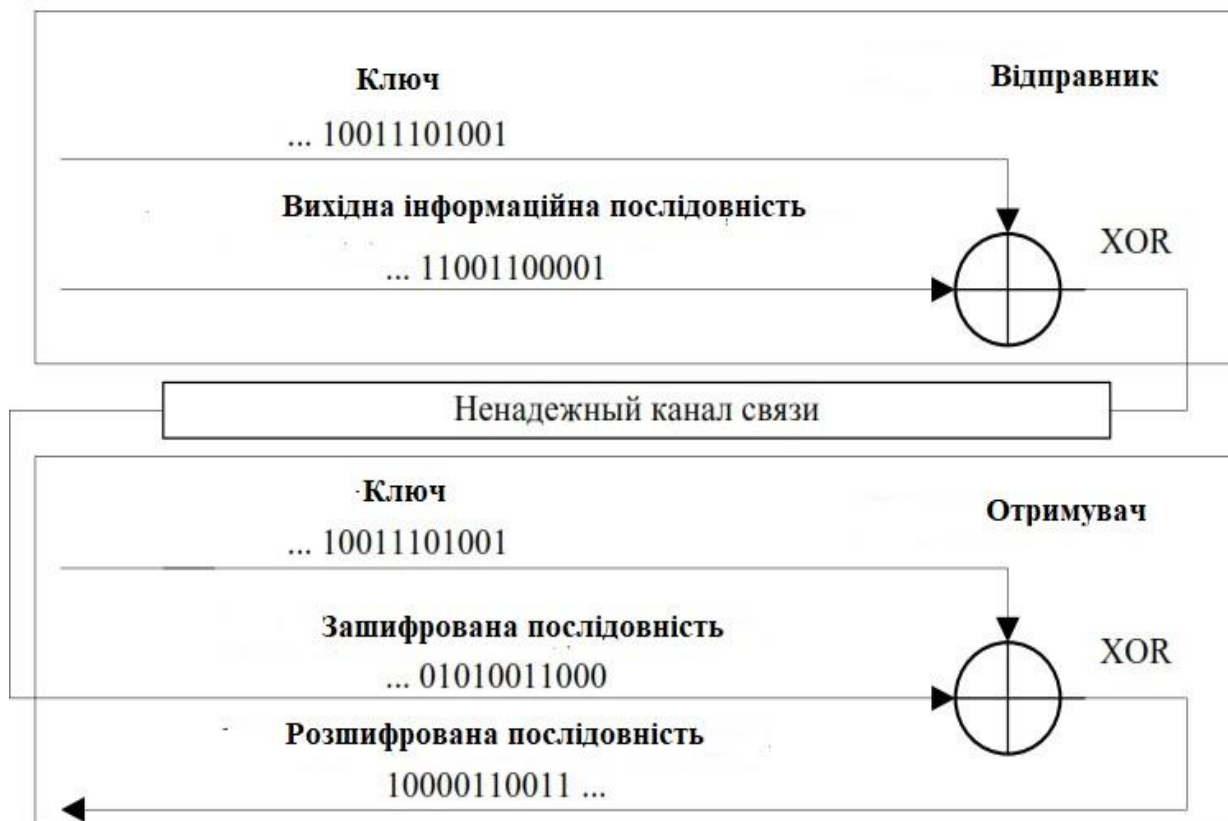 Ключ
Відправник
... 10011101001
Вихідна інформаційна послідовність
XOR
... 11001100001
Ненадежный канал связи
Ключ
Отримувач
... 10011101001
Зашифрована послідовність
XOR
... 01010011000
Розшифрована послідовність
10000110011 ...